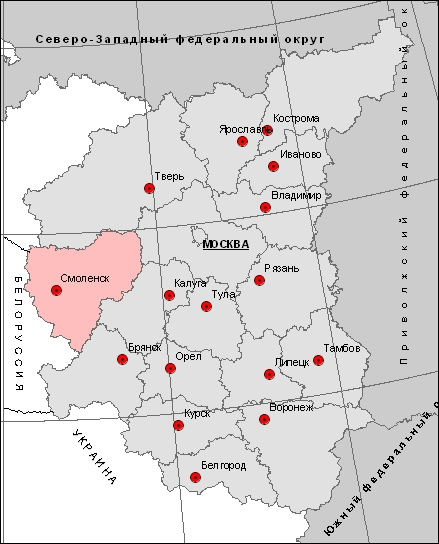 Северо-Западный федеральный округ
Кострома
Ярославль
Иваново
Тверь
Владимир
МОСКВА
Рязань
Смоленск
Калуга
Тула
Приволжский федеральный ок
БЕЛОРУССИЯ
Брянск
Орел
Липецк
Тамбов
Курск
Воронеж
УКРАИНА
Белгород
Южный федеральный о